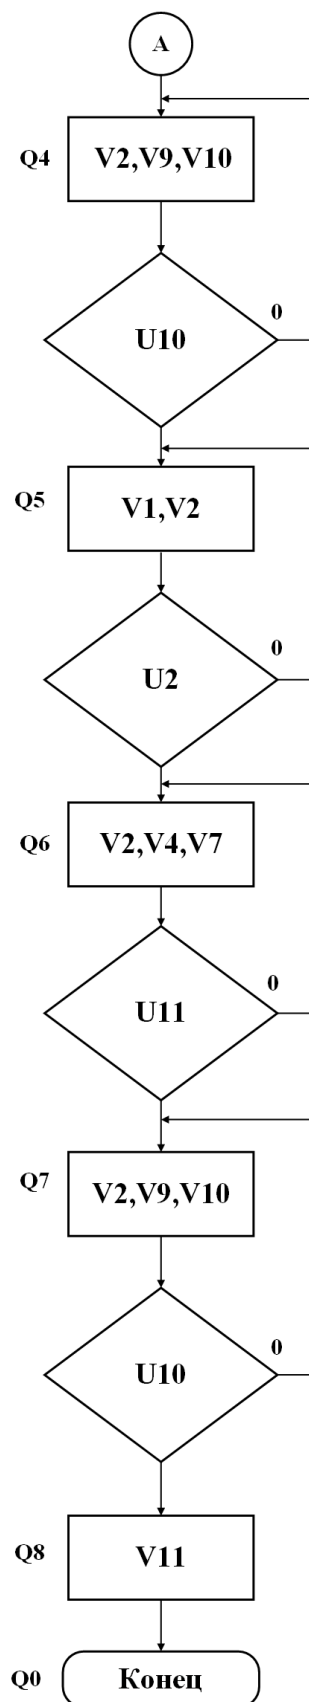 A
Q4
V2,V9,V10
0
U10
Q5
V1,V2
0
U2
Q6
V2,V4,V7
0
U11
Q7
V2,V9,V10
0
U10
Q8
V11
Q0
Конец